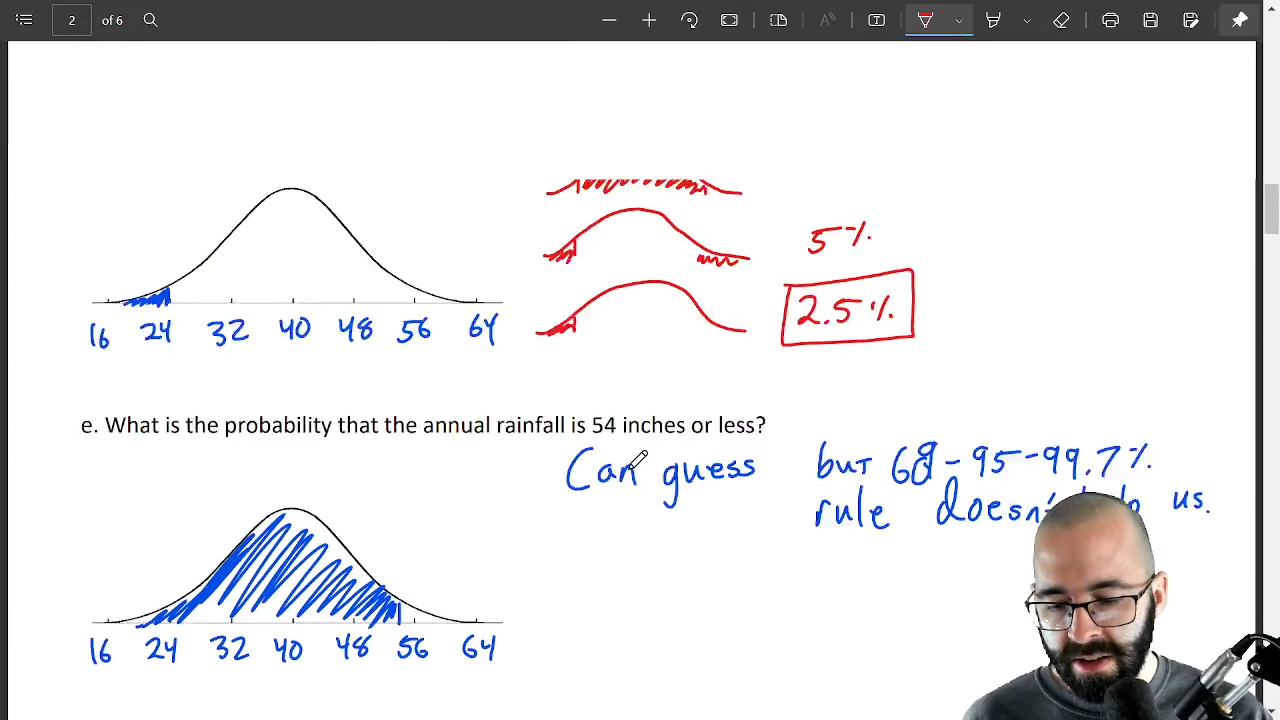 2 of 6
5%
2.5%
16 24 32 40 48 56 64
e. What is the probability that the annual rainfall is 54 inches or less?
Can guess but 68-95-99.7%
rule doesn't help us.
16 24 32 40 48 56 64